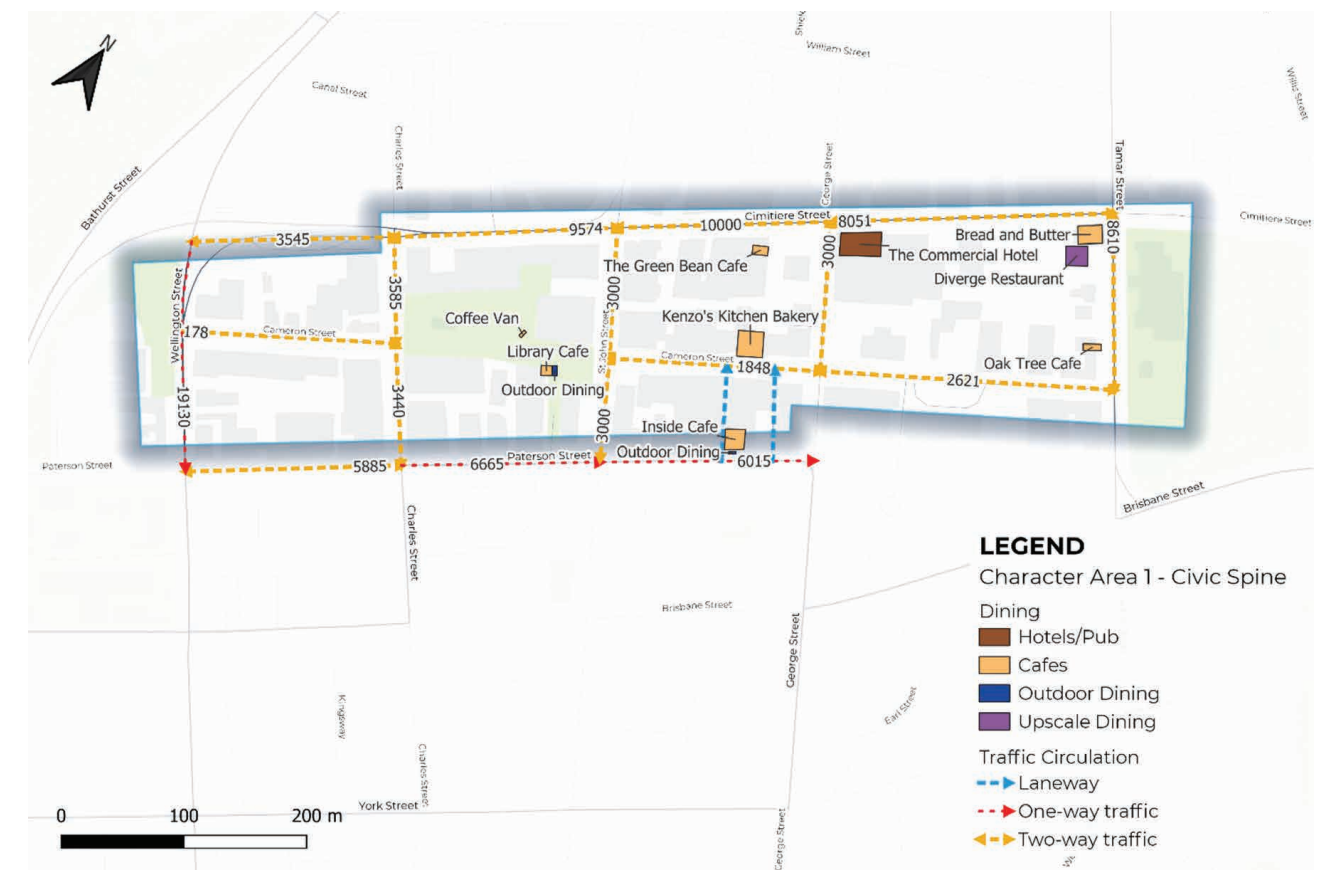 N
William Street
Canal Street
Willis Street
Charles Street
George Street
Tamar Street
Bathurst Street
Cimitiere Street
8051
Cimitiere Street
10000
9574
3545
Bread and Butter
8610
The Commercial Hotel
The Green Bean Cafe
3000
Diverge Restaurant
Wellington Street
3585
3000
Coffee Van
Kenzo's Kitchen Bakery
178
Cameron Street
St John Street
Library Cafe
Cameron Street
1848
Oak Tree Cafe
2621
Outdoor Dining
19130
3440
3000
Inside Cafe
Outdoor Dining
Paterson Street
5885
6665
Paterson Street
6015
Brisbane Street
Charles Street
LEGEND
Character Area 1 - Civic Spine
Dining
Hotels/Pub
Cafes
Outdoor Dining
Upscale Dining
Traffic Circulation
Laneway
One-way traffic
Two-way traffic
Brisbane Street
George Street
Earl Street
Kingsway
Charles Street
York Street
George Street
0 100 200 m